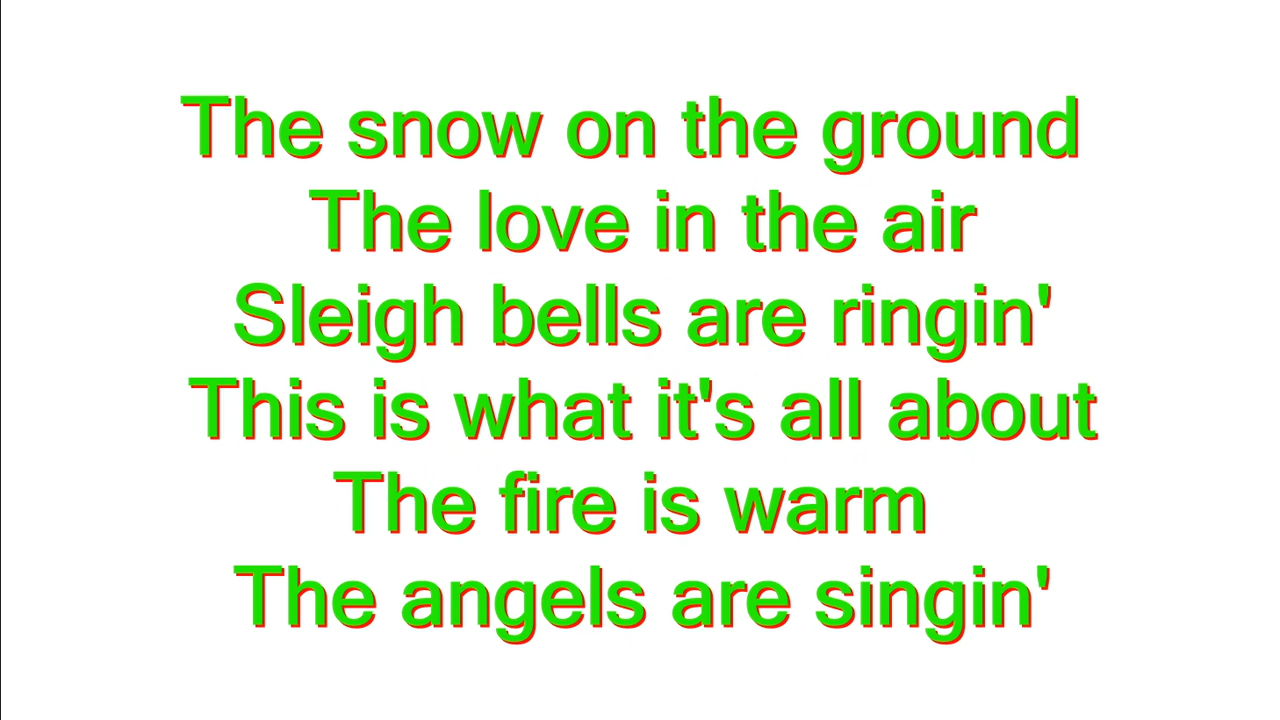 The snow on the ground
The love in the air
Sleigh bells are ringin'
This is what it's all about
The fire is warm
The angels are singin'